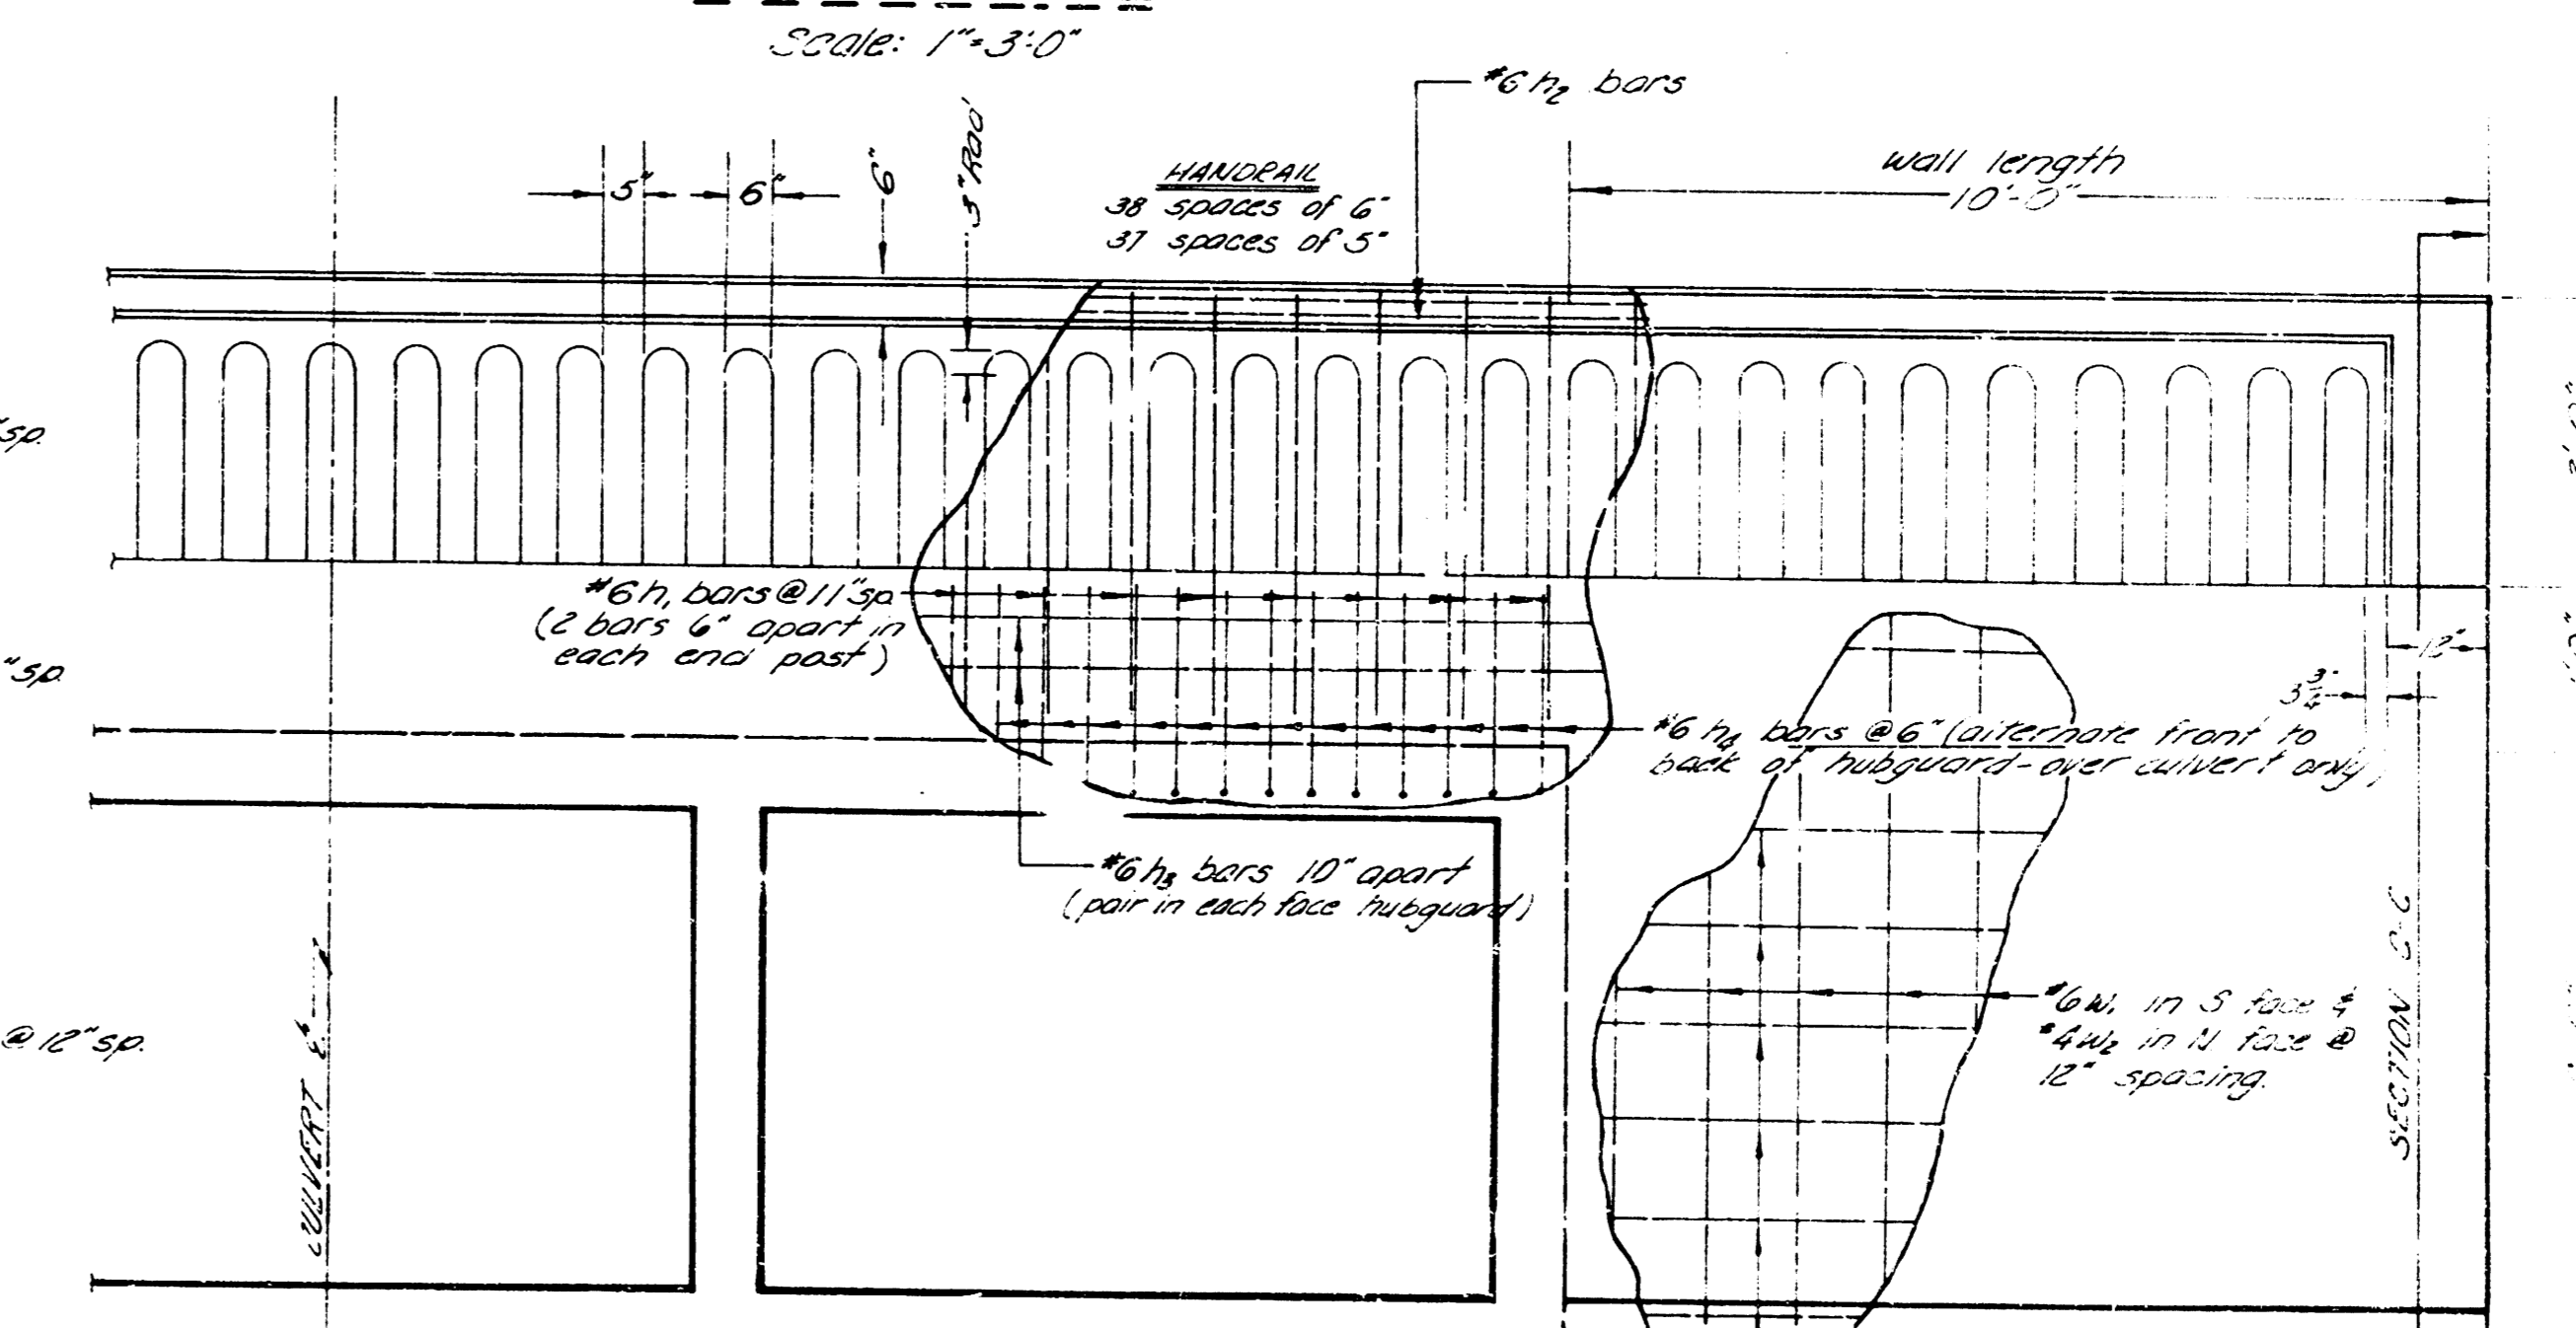 Scale: 1"=3'-0"
#6 h2 bars
5"
6"
6"
3" Rad
HANDRAIL
38 spaces of 6"
37 spaces of 5"
wall length
10'-0"
"sp.
#6 h1 bars @ 11" sp
(2 bars 6" apart in
each end post)
"sp.
12"
3 3/4"
#6 h4 bars @ 6" (alternate front to
back of hubguard-over culvert only)
#6 h3 bars 10" apart
(pair in each face hubguard)
#6 W1 in S face &
#4 W2 in N face @
12" spacing.
@ 12" sp.
CULVERT ℄
SECTION C-C